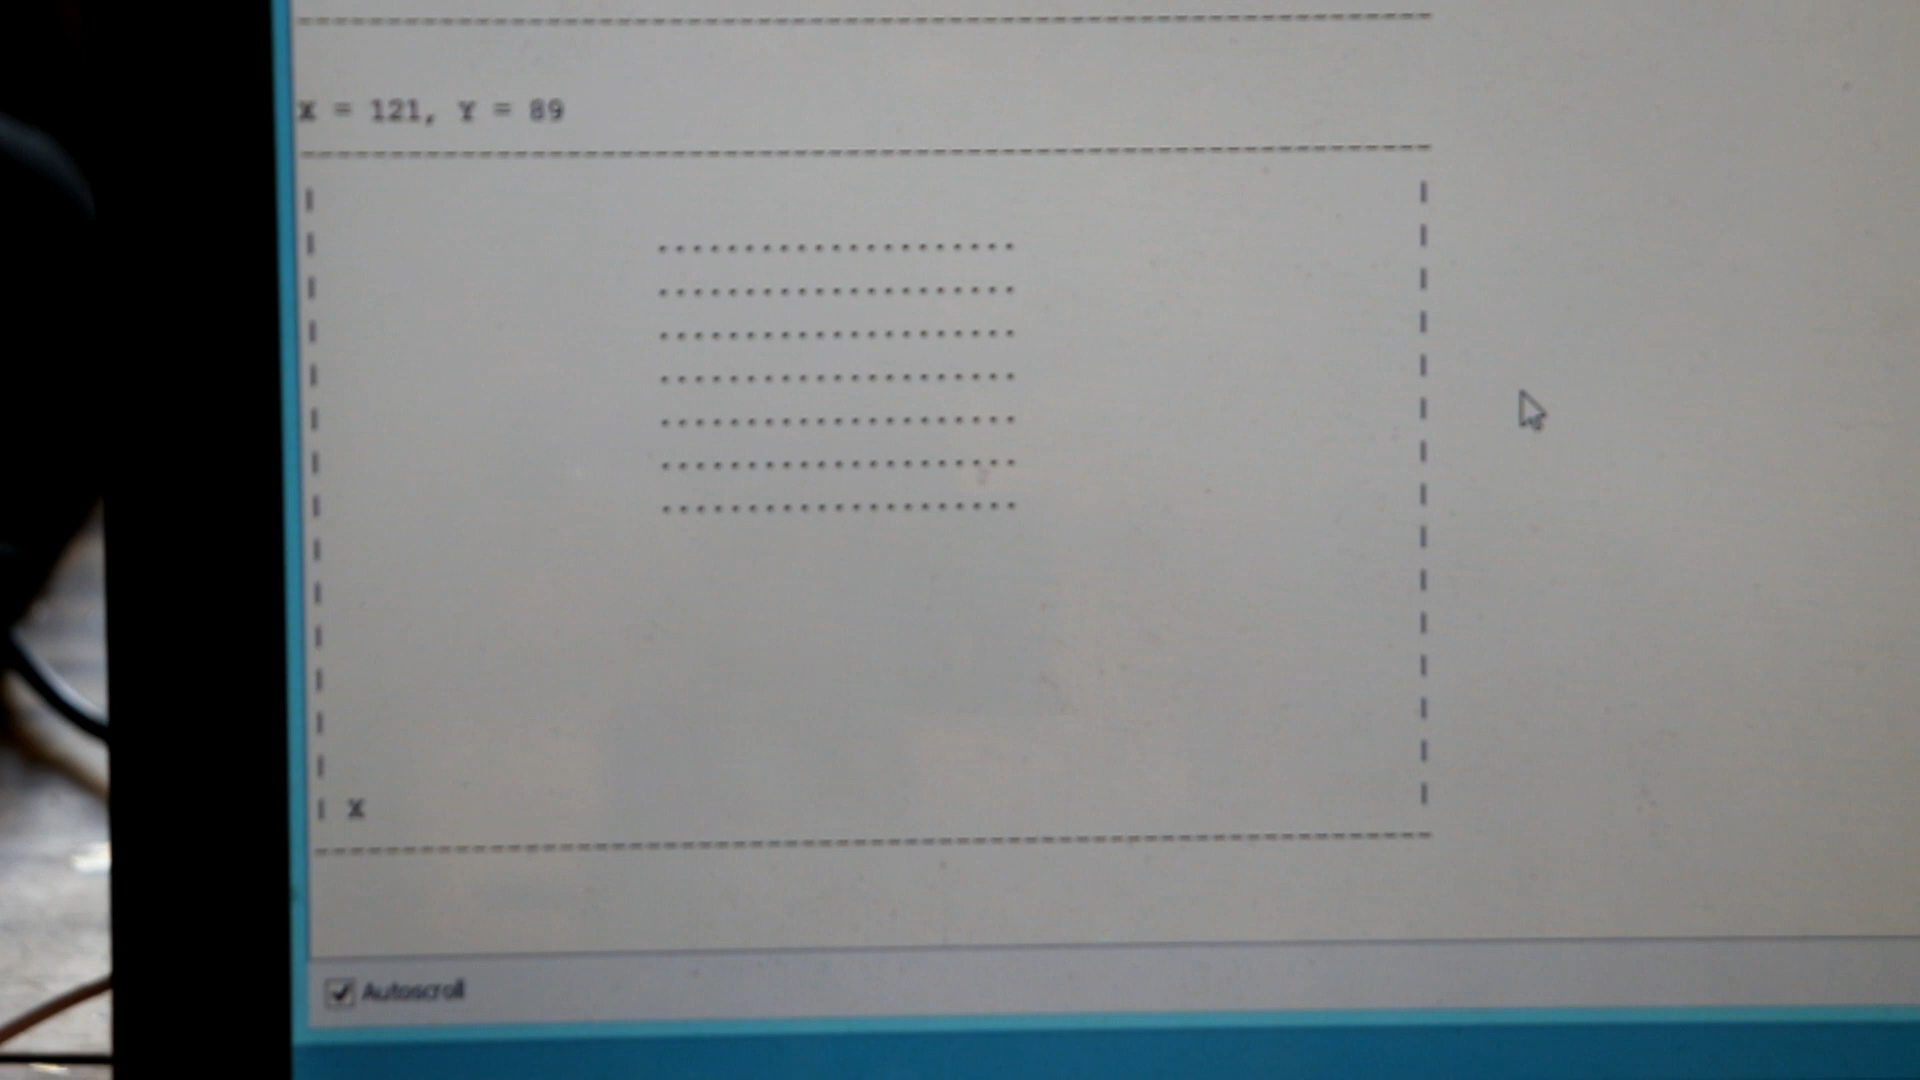 ----------------------------------------------------------------
X = 121, Y = 89
----------------------------------------------------------------
|                                                              |
|                   .....................                      |
|                   .....................                      |
|                   .....................                      |
|                   .....................                      |
|                   .....................                      |
|                   .....................                      |
|                   .....................                      |
|                                                              |
|                                                              |
|                                                              |
|                                                              |
|                                                              |
|                                                              |
| X                                                            |
----------------------------------------------------------------
Autoscroll